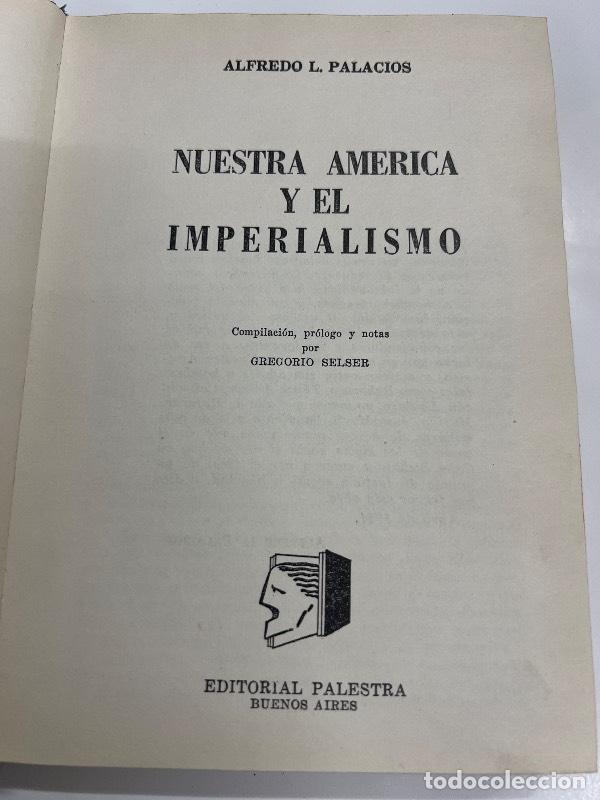 ALFREDO L. PALACIOS
NUESTRA AMERICA
Y EL
IMPERIALISMO
Compilación, prólogo y notas
por
GREGORIO SELSER
EDITORIAL PALESTRA
BUENOS AIRES
todocoleccion